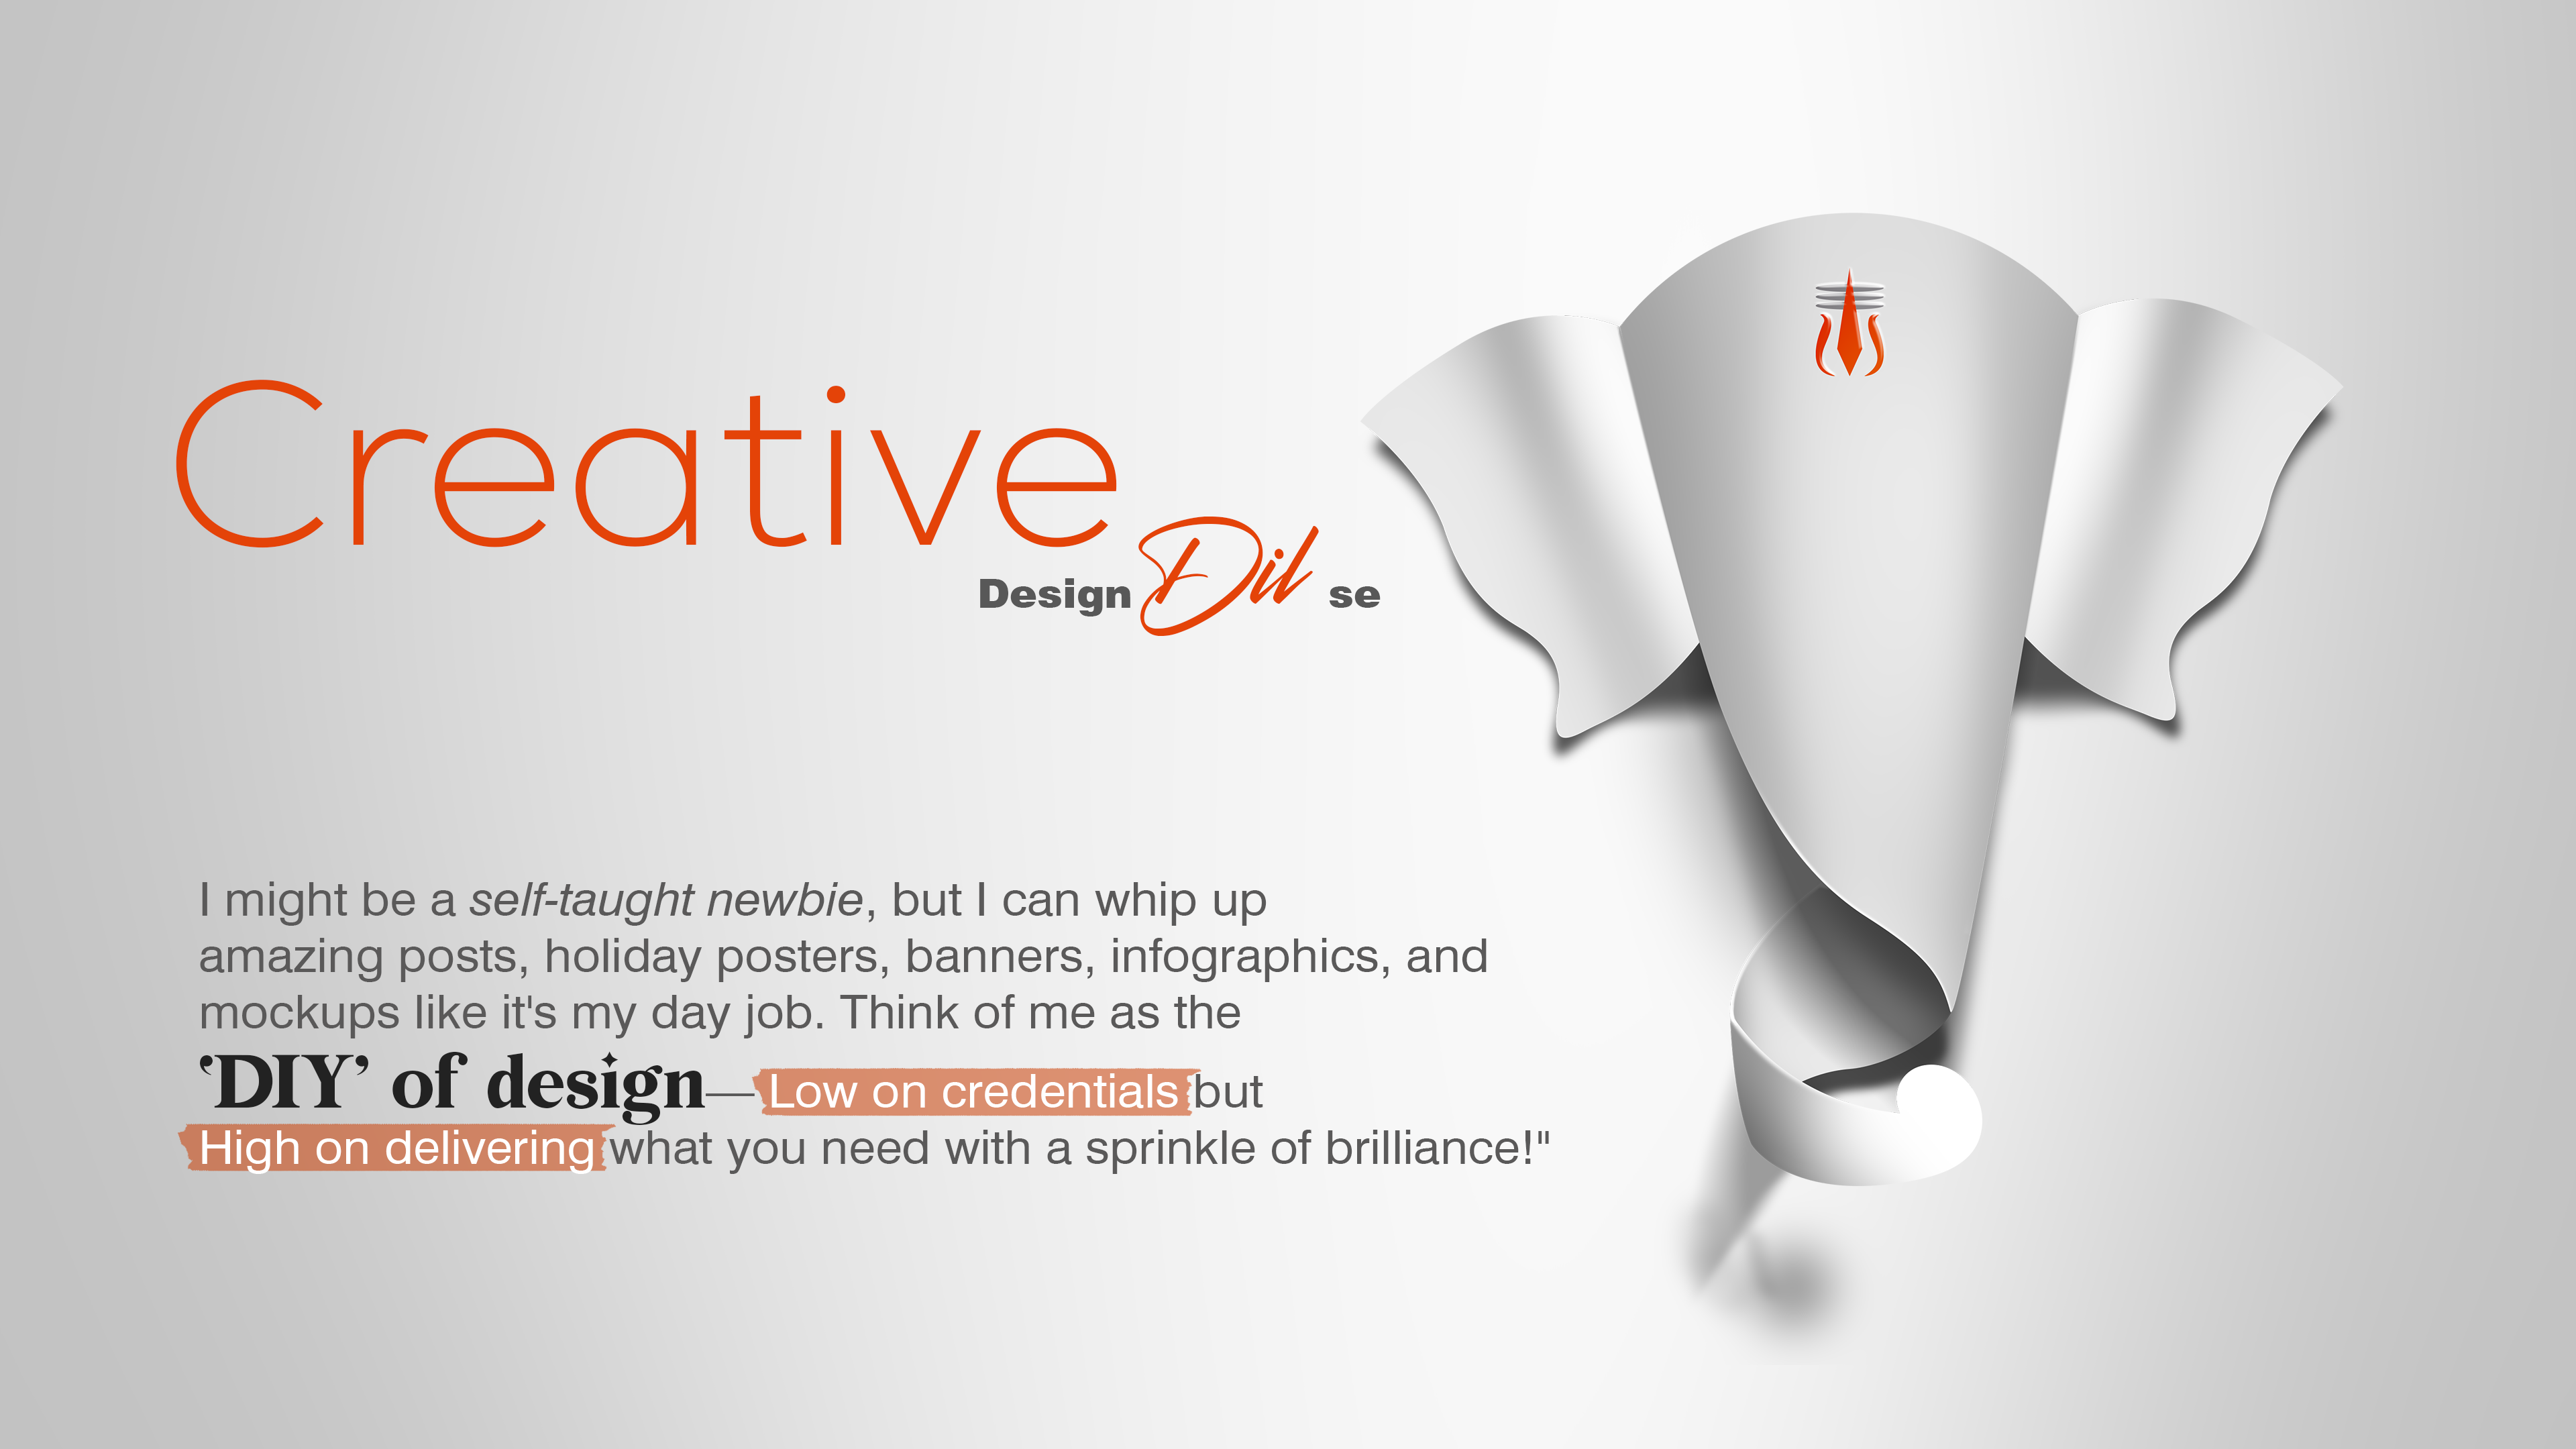 Creative
Design Dil se
I might be a self-taught newbie, but I can whip up
amazing posts, holiday posters, banners, infographics, and
mockups like it's my day job. Think of me as the
‘DIY’ of design—Low on credentials but
High on delivering what you need with a sprinkle of brilliance!"